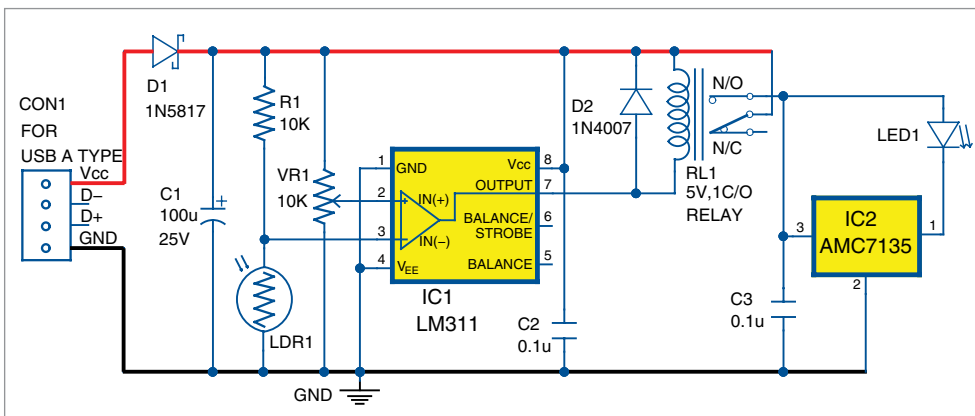 CON1
FOR
USB A TYPE
Vcc
D−
D+
GND
D1
1N5817
C1
100u
25V
+
R1
10K
VR1
10K
LDR1
GND
1
GND
2
+
IN(+)
3
−
IN(−)
4
VEE
Vcc
8
OUTPUT
7
BALANCE/
STROBE
6
BALANCE
5
IC1
LM311
C2
0.1u
D2
1N4007
RL1
5V,1C/O
RELAY
N/O
N/C
LED1
3
IC2
AMC7135
1
2
C3
0.1u